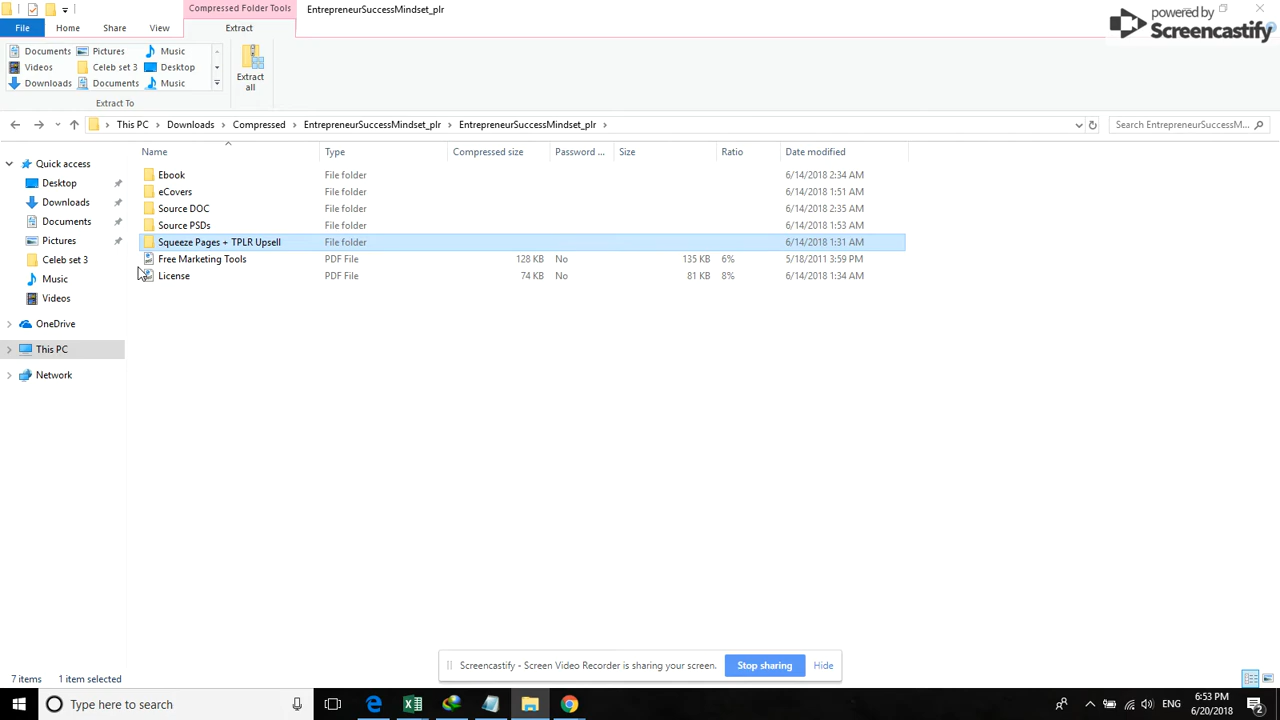 Compressed Folder Tools
EntrepreneurSuccessMindset_plr
powered by
Screencastify
File
Home
Share
View
Extract
Documents
Pictures
Music
Videos
Celeb set 3
Desktop
Downloads
Documents
Music
Extract To
Extract
all
This PC > Downloads > Compressed > EntrepreneurSuccessMindset_plr > EntrepreneurSuccessMindset_plr >
Search EntrepreneurSuccessM...
Name
Type
Compressed size
Password ...
Size
Ratio
Date modified
Quick access
Desktop
Downloads
Documents
Pictures
Celeb set 3
Music
Videos
OneDrive
This PC
Network
Ebook File folder 6/14/2018 2:34 AM
eCovers File folder 6/14/2018 1:51 AM
Source DOC File folder 6/14/2018 2:35 AM
Source PSDs File folder 6/14/2018 1:53 AM
Squeeze Pages + TPLR Upsell File folder 6/14/2018 1:31 AM
Free Marketing Tools PDF File 128 KB No 135 KB 6% 5/18/2011 3:59 PM
License PDF File 74 KB No 81 KB 8% 6/14/2018 1:34 AM
Screencastify - Screen Video Recorder is sharing your screen.
Stop sharing
Hide
7 items
1 item selected
Type here to search
ENG
6:53 PM
6/20/2018
2